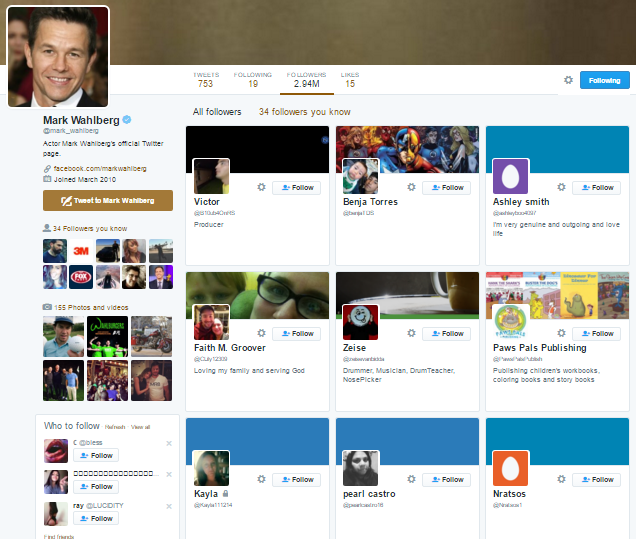 TWEETS FOLLOWING FOLLOWERS LIKES
753 19 2.94M 15
Following
Mark Wahlberg
@mark_wahlberg
Actor Mark Wahlberg's official Twitter
page.
facebook.com/markwahlberg
Joined March 2010
Tweet to Mark Wahlberg
34 Followers you know
3M
FOX
155 Photos and videos
WAHLBURGERS
Who to follow · Refresh · View all
@bless
Follow
Follow
ray @LUCIDITY
Follow
Find friends
All followers 34 followers you know
Follow
Victor
Producer
Follow
Benja Torres
Follow
Ashley smith
@ashleyboo4097
I'm very genuine and outgoing and love
life
Follow
Faith M. Groover
Loving my family and serving God
Follow
Zeise
@zeisevanbidda
Drummer, Musician, DrumTeacher,
NosePicker
Follow
Paws Pals Publishing
@PawsPalsPublish
Publishing children's workbooks,
coloring books and story books
Follow
Kayla
@Kayla111214
Follow
pearl castro
@pearlcastro16
Follow
Nratsos
@Nratsos1